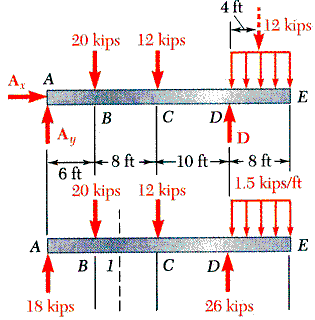 4 ft
20 kips 12 kips 12 kips
A
Aₓ
Aᵧ B C D D E
6 ft 8 ft 10 ft 8 ft
20 kips 12 kips 1.5 kips/ft
A B 1 C D E
18 kips 26 kips